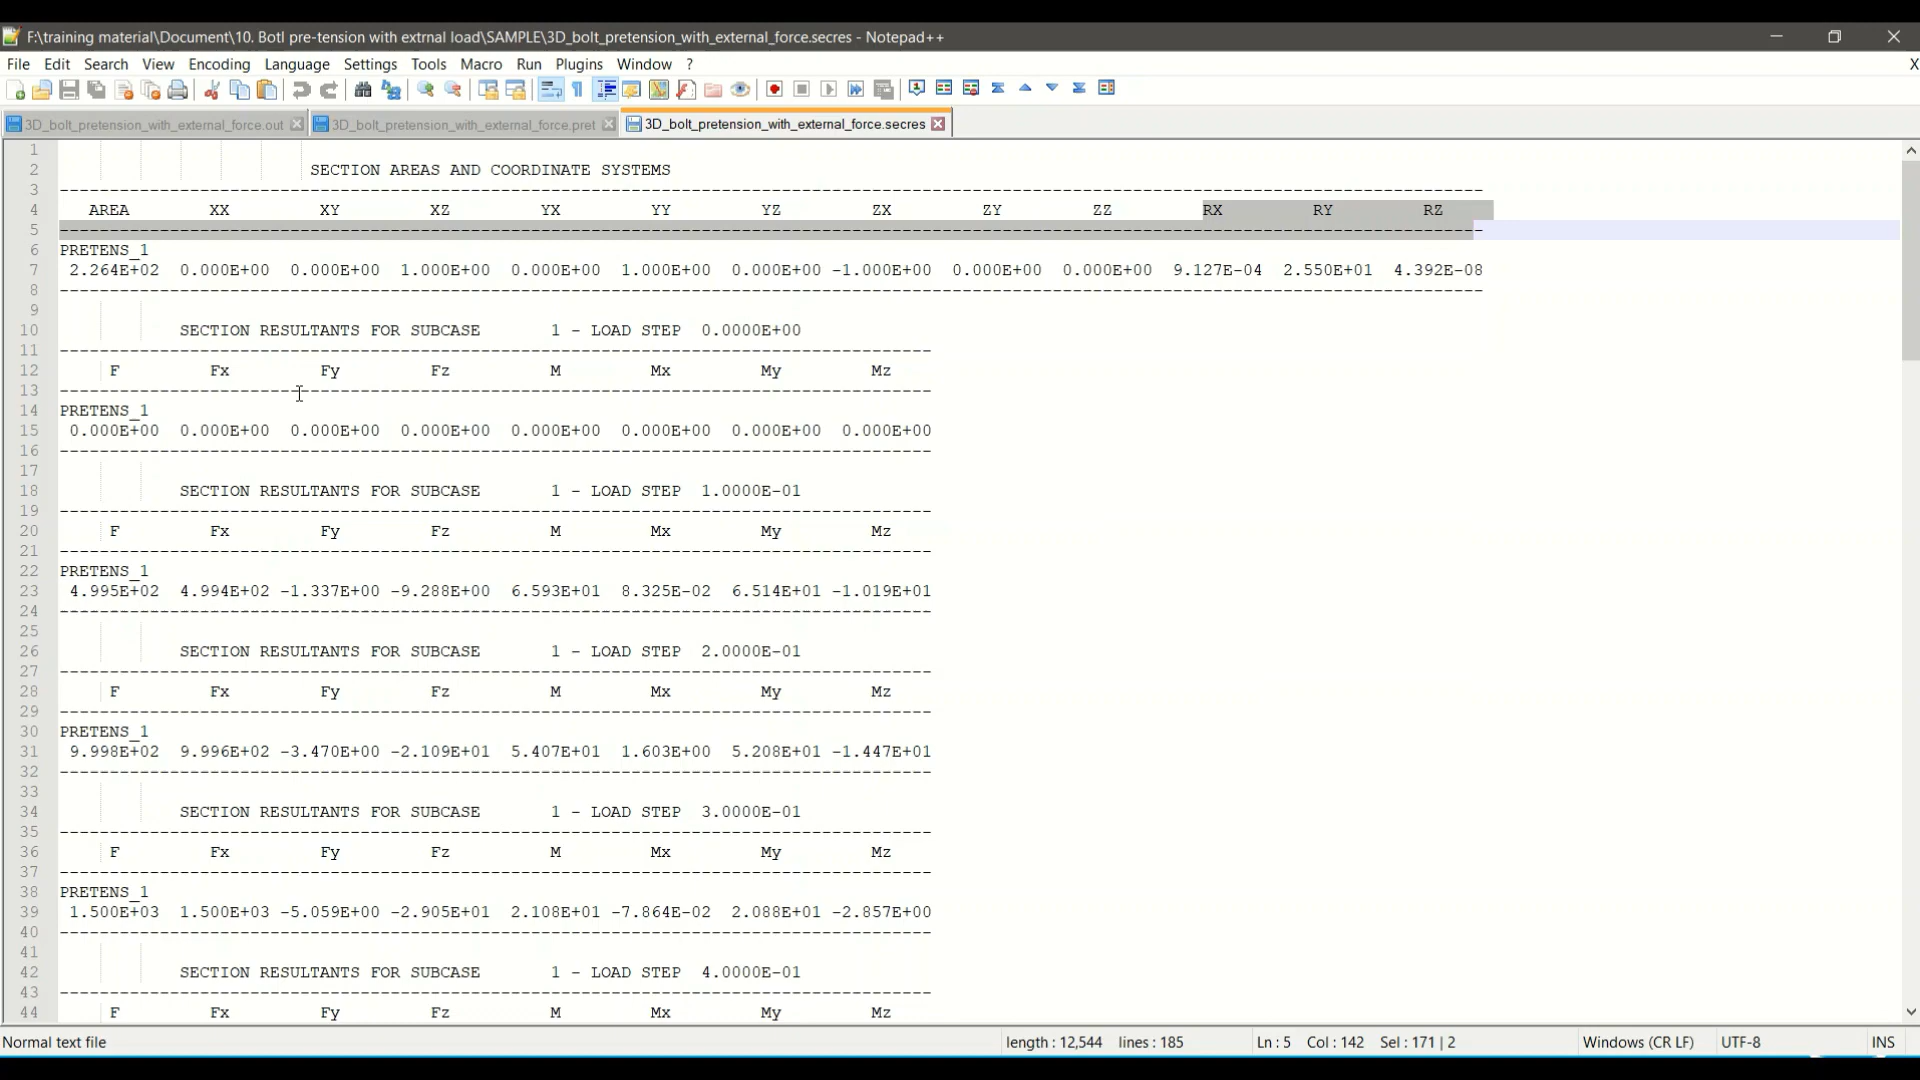 F:\training material\Document\10. Botl pre-tension with extrnal load\SAMPLE\3D_bolt_pretension_with_external_force.secres - Notepad++
File Edit Search View Encoding Language Settings Tools Macro Run Plugins Window ? X
3D_bolt_pretension_with_external_force.out 3D_bolt_pretension_with_external_force.pret 3D_bolt_pretension_with_external_force.secres
1
2 SECTION AREAS AND COORDINATE SYSTEMS
3 ----------------------------------------------------------------------------------------------------------------------------------------------
4 AREA XX XY XZ YX YY YZ ZX ZY ZZ RX RY RZ
5 ----------------------------------------------------------------------------------------------------------------------------------------------
6 PRETENS_1
7 2.264E+02 0.000E+00 0.000E+00 1.000E+00 0.000E+00 1.000E+00 0.000E+00 -1.000E+00 0.000E+00 0.000E+00 9.127E-04 2.550E+01 4.392E-08
8 ----------------------------------------------------------------------------------------------------------------------------------------------
9
10 SECTION RESULTANTS FOR SUBCASE 1 - LOAD STEP 0.0000E+00
11 ---------------------------------------------------------------------------------------
12 F Fx Fy Fz M Mx My Mz
13 ---------------------------------------------------------------------------------------
14 PRETENS_1
15 0.000E+00 0.000E+00 0.000E+00 0.000E+00 0.000E+00 0.000E+00 0.000E+00 0.000E+00
16 ---------------------------------------------------------------------------------------
17
18 SECTION RESULTANTS FOR SUBCASE 1 - LOAD STEP 1.0000E-01
19 ---------------------------------------------------------------------------------------
20 F Fx Fy Fz M Mx My Mz
21 ---------------------------------------------------------------------------------------
22 PRETENS_1
23 4.995E+02 4.994E+02 -1.337E+00 -9.288E+00 6.593E+01 8.325E-02 6.514E+01 -1.019E+01
24 ---------------------------------------------------------------------------------------
25
26 SECTION RESULTANTS FOR SUBCASE 1 - LOAD STEP 2.0000E-01
27 ---------------------------------------------------------------------------------------
28 F Fx Fy Fz M Mx My Mz
29 ---------------------------------------------------------------------------------------
30 PRETENS_1
31 9.998E+02 9.996E+02 -3.470E+00 -2.109E+01 5.407E+01 1.603E+00 5.208E+01 -1.447E+01
32 ---------------------------------------------------------------------------------------
33
34 SECTION RESULTANTS FOR SUBCASE 1 - LOAD STEP 3.0000E-01
35 ---------------------------------------------------------------------------------------
36 F Fx Fy Fz M Mx My Mz
37 ---------------------------------------------------------------------------------------
38 PRETENS_1
39 1.500E+03 1.500E+03 -5.059E+00 -2.905E+01 2.108E+01 -7.864E-02 2.088E+01 -2.857E+00
40 ---------------------------------------------------------------------------------------
41
42 SECTION RESULTANTS FOR SUBCASE 1 - LOAD STEP 4.0000E-01
43 ---------------------------------------------------------------------------------------
44 F Fx Fy Fz M Mx My Mz
Normal text file length : 12,544 lines : 185 Ln : 5 Col : 142 Sel : 171 | 2 Windows (CR LF) UTF-8 INS